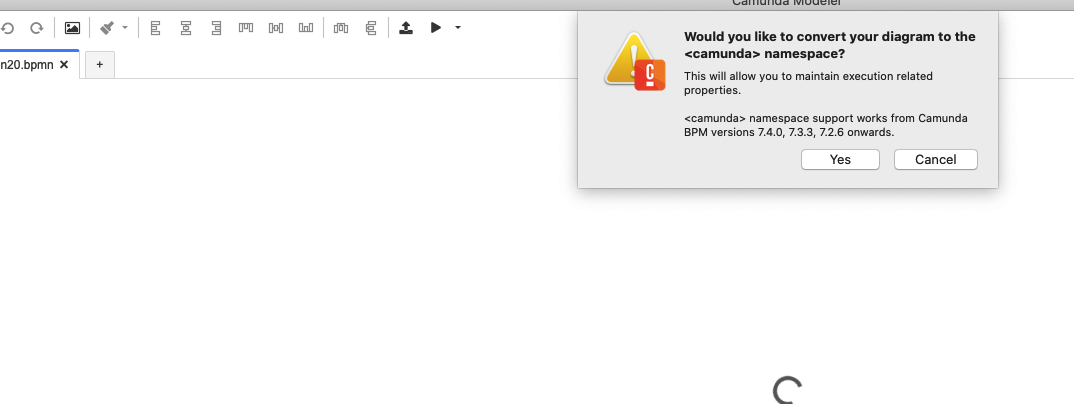 Camunda Modeler
n20.bpmn
+
Would you like to convert your diagram to the
<camunda> namespace?
This will allow you to maintain execution related
properties.
<camunda> namespace support works from Camunda
BPM versions 7.4.0, 7.3.3, 7.2.6 onwards.
Yes
Cancel